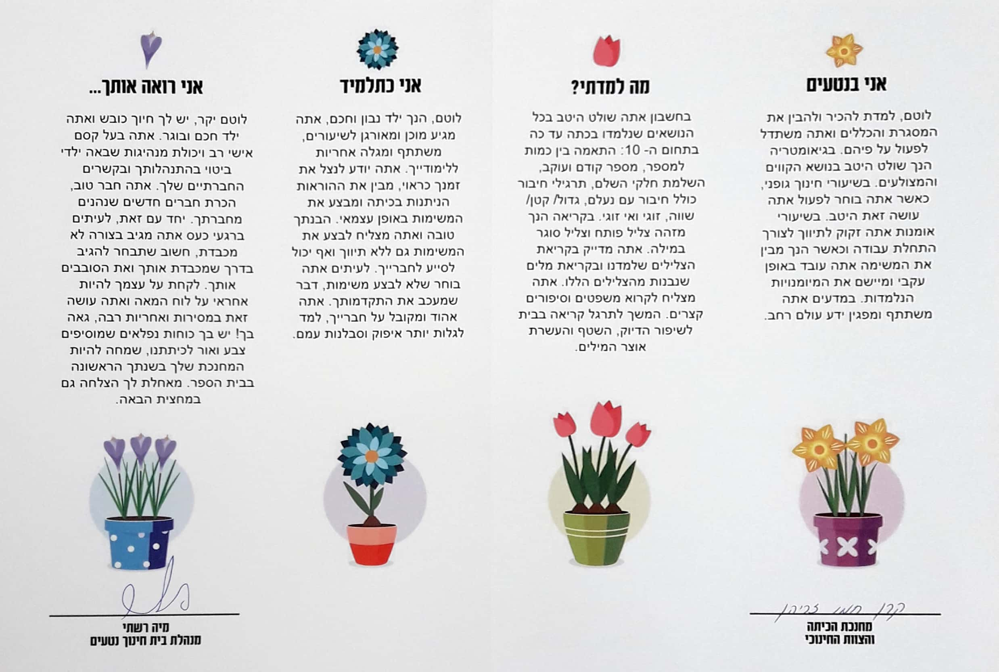 אני בנטעים
לוטם, למדת להכיר ולהבין את
המסגרת והכללים ואתה משתדל
לפעול על פיהם. בגיאומטריה
הנך שולט היטב בנושא הקווים
והמצולעים. בשיעורי חינוך גופני,
כאשר אתה בוחר לפעול אתה
עושה זאת היטב. בשיעורי
אומנות אתה זקוק לתיווך לצורך
התחלת עבודה וכאשר הנך מבין
את המשימה אתה עובד באופן
עקבי ומיישם את המיומנויות
הנלמדות. במדעים אתה
משתתף ומפגין ידע עולם רחב.
מה למדתי?
בחשבון אתה שולט היטב בכל
הנושאים שנלמדו בכתה עד כה
בתחום ה- 10: התאמה בין כמות
למספר, מספר קודם ועוקב,
השלמת חלקי השלם, תרגילי חיבור
כולל חיבור עם נעלם, גדול/ קטן/
שווה, זוגי ואי זוגי. בקריאה הנך
מזהה צליל פותח וצליל סוגר
במילה. אתה מדייק בקריאת
הצלילים שלמדנו ובקריאת מלים
שנבנות מהצלילים הללו. אתה
מצליח לקרוא משפטים וסיפורים
קצרים. המשך לתרגל קריאה בבית
לשיפור הדיוק, השטף והעשרת
אוצר המילים.
אני כתלמיד
לוטם, הנך ילד נבון וחכם, אתה
מגיע מוכן ומאורגן לשיעורים,
משתתף ומגלה אחריות
ללימודייך. אתה יודע לנצל את
זמנך כראוי, מבין את ההוראות
הניתנות בכיתה ומבצע את
המשימות באופן עצמאי. הבנתך
טובה ואתה מצליח לבצע את
המשימות גם ללא תיווך ואף יכול
לסייע לחברייך. לעיתים אתה
בוחר שלא לבצע משימות, דבר
שמעכב את התקדמותך. אתה
אהוד ומקובל על חברייך, למד
לגלות יותר איפוק וסבלנות עמם.
אני רואה אותך...
לוטם יקר, יש לך חיוך כובש ואתה
ילד חכם ובוגר. אתה בעל קסם
אישי רב ויכולת מנהיגות שבאה ילדי
ביטוי בהתנהלותך ובקשרים
החברתיים שלך. אתה חבר טוב,
הכרת חברים חדשים שנהנים
מחברתך. יחד עם זאת, לעיתים
ברגעי כעס אתה מגיב בצורה לא
מכבדת, חשוב שתבחר להגיב
בדרך שמכבדת אותך ואת הסובבים
אותך. לקחת על עצמך להיות
אחראי על לוח המאה ואתה עושה
זאת במסירות ואחריות רבה, גאה
בך! יש בך כוחות נפלאים שמוסיפים
צבע ואור לכיתתנו, שמחה להיות
המחנכת שלך בשנתך הראשונה
בבית הספר. מאחלת לך הצלחה גם
במחצית הבאה.
קרן
מחנכת הכיתה
והצוות החינוכי
מיה רשתי
מנהלת בית חינוך נטעים